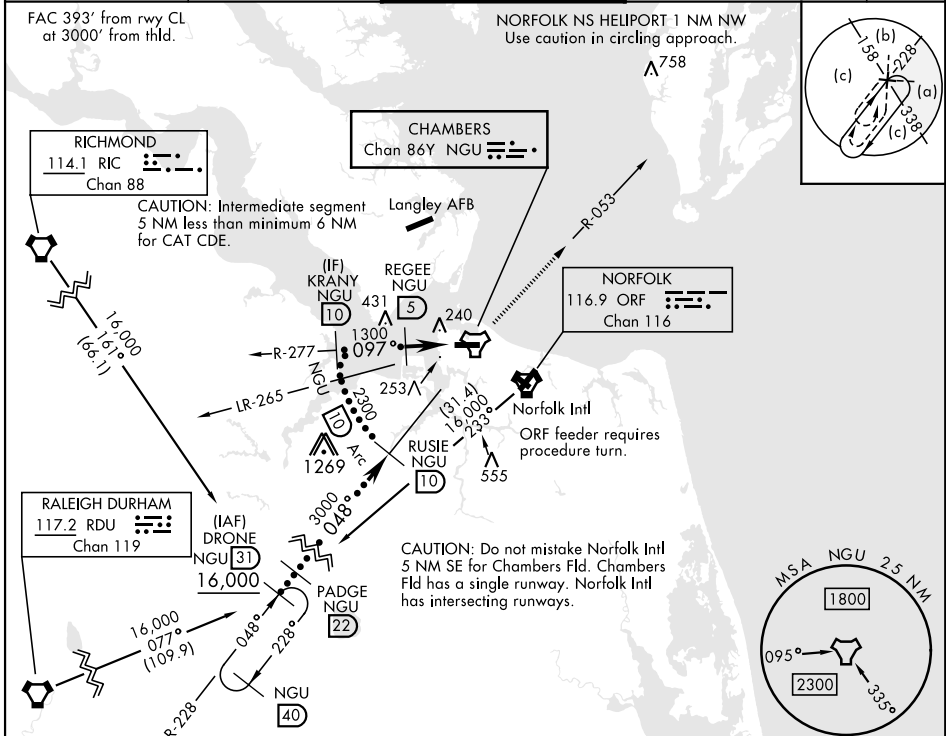 FAC 393' from rwy CL
at 3000' from thld.
NORFOLK NS HELIPORT 1 NM NW
Use caution in circling approach.
758
158
(b)
228
(c)
(a)
338
(c)
RICHMOND
114.1 RIC
Chan 88
CHAMBERS
Chan 86Y NGU
CAUTION: Intermediate segment
5 NM less than minimum 6 NM
for CAT CDE.
Langley AFB
R-053
(IF)
KRANY
NGU
10
REGEE
NGU
5
431
240
NORFOLK
116.9 ORF
Chan 116
16,000
161°
(66.1)
1300
097°
R-277
LR-265
253
NGU
10
Arc
2300
(31.4)
16,000
233°
Norfolk Intl
ORF feeder requires
procedure turn.
1269
RUSIE
NGU
10
555
RALEIGH DURHAM
117.2 RDU
Chan 119
(IAF)
DRONE
NGU 31
16,000
3000
048°
CAUTION: Do not mistake Norfolk Intl
5 NM SE for Chambers Fld. Chambers
Fld has a single runway. Norfolk Intl
has intersecting runways.
PADGE
NGU
22
16,000
077°
(109.9)
048°
228°
NGU
40
R-228
MSA NGU 25 NM
1800
095°
2300
335°